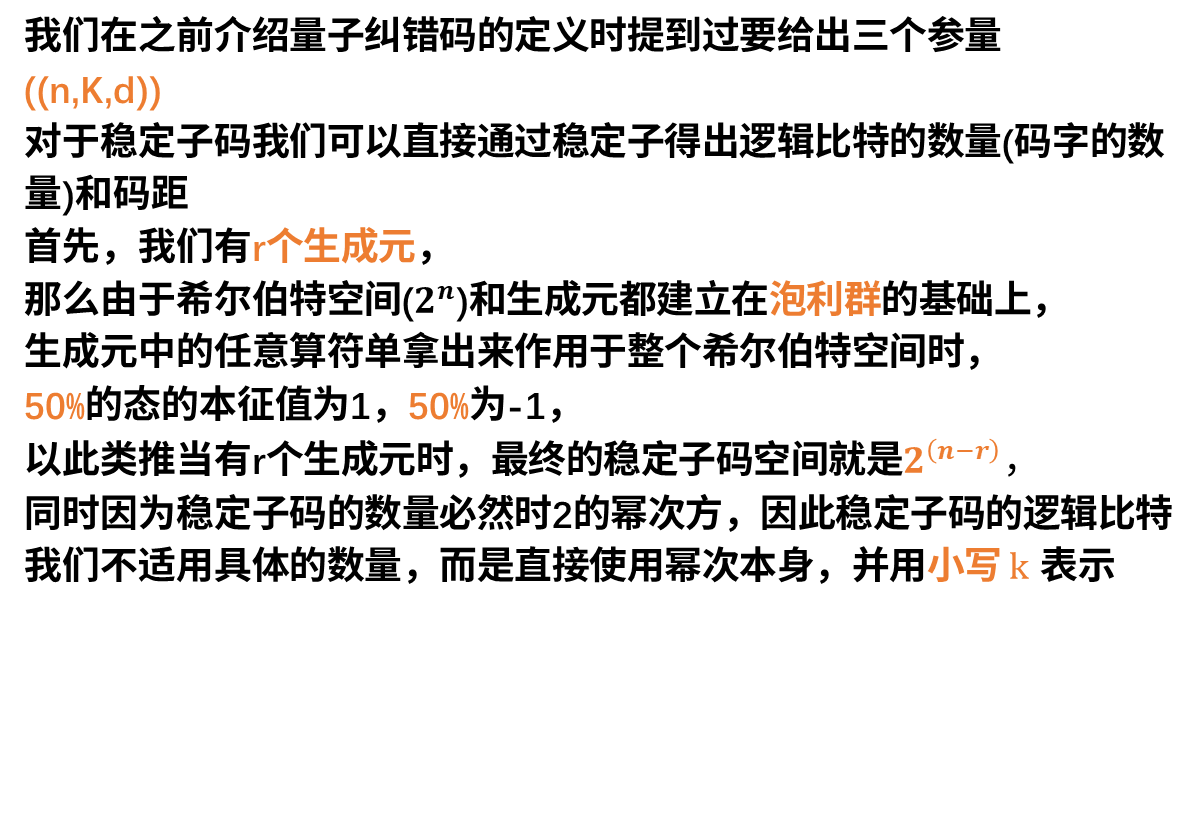 我们在之前介绍量子纠错码的定义时提到过要给出三个参量
((n,K,d))
对于稳定子码我们可以直接通过稳定子得出逻辑比特的数量(码字的数
量)和码距
首先，我们有r个生成元，
那么由于希尔伯特空间(2ⁿ)和生成元都建立在泡利群的基础上，
生成元中的任意算符单拿出来作用于整个希尔伯特空间时，
50%的态的本征值为1，50%为-1，
以此类推当有r个生成元时，最终的稳定子码空间就是2⁽ⁿ⁻ʳ⁾，
同时因为稳定子码的数量必然时2的幂次方，因此稳定子码的逻辑比特
我们不适用具体的数量，而是直接使用幂次本身，并用小写 k 表示